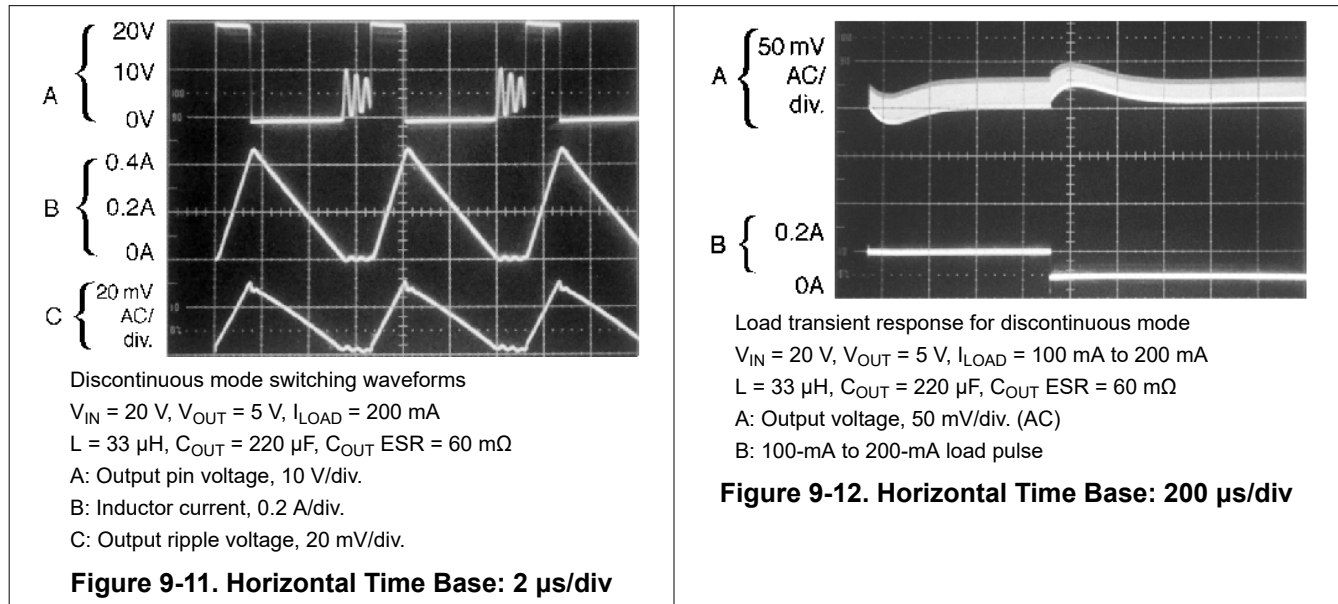 A
20V
10V
0V
B
0.4A
0.2A
0A
C
20 mV
AC/
div.
Discontinuous mode switching waveforms
V_IN = 20 V, V_OUT = 5 V, I_LOAD = 200 mA
L = 33 μH, C_OUT = 220 μF, C_OUT ESR = 60 mΩ
A: Output pin voltage, 10 V/div.
B: Inductor current, 0.2 A/div.
C: Output ripple voltage, 20 mV/div.
Figure 9-11. Horizontal Time Base: 2 μs/div
A
50 mV
AC/
div.
B
0.2A
0A
Load transient response for discontinuous mode
V_IN = 20 V, V_OUT = 5 V, I_LOAD = 100 mA to 200 mA
L = 33 μH, C_OUT = 220 μF, C_OUT ESR = 60 mΩ
A: Output voltage, 50 mV/div. (AC)
B: 100-mA to 200-mA load pulse
Figure 9-12. Horizontal Time Base: 200 μs/div